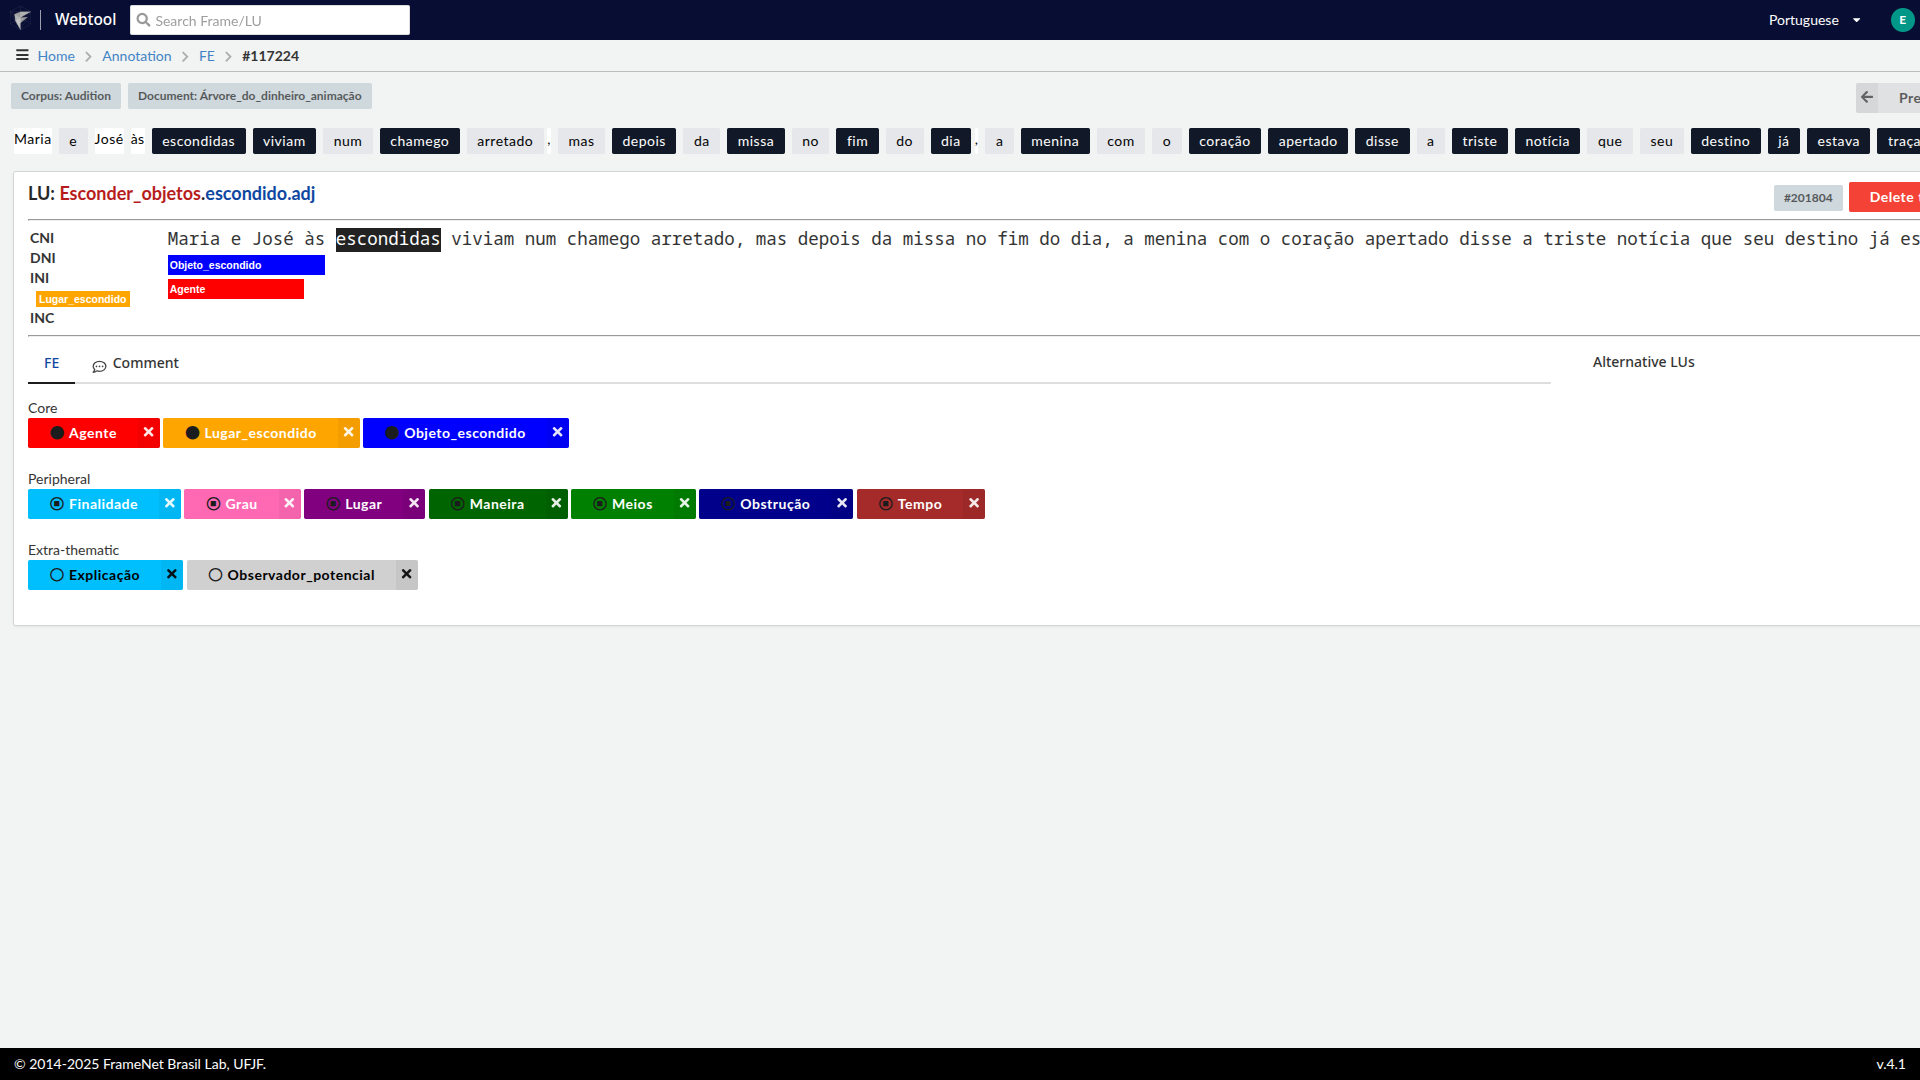 Webtool
Search Frame/LU
Portuguese
E
Home
Annotation
FE
#117224
Corpus: Audition
Document: Árvore_do_dinheiro_animação
Pre
Maria e José às escondidas viviam num chamego arretado , mas depois da missa no fim do dia , a menina com o coração apertado disse a triste notícia que seu destino já estava traça
LU: Esconder_objetos.escondido.adj
#201804
Delete
CNI
DNI
INI
Lugar_escondido
INC
Maria e José às escondidas viviam num chamego arretado, mas depois da missa no fim do dia, a menina com o coração apertado disse a triste notícia que seu destino já es
Objeto_escondido
Agente
FE
Comment
Alternative LUs
Core
Agente
Lugar_escondido
Objeto_escondido
Peripheral
Finalidade
Grau
Lugar
Maneira
Meios
Obstrução
Tempo
Extra-thematic
Explicação
Observador_potencial
© 2014-2025 FrameNet Brasil Lab, UFJF.
v.4.1